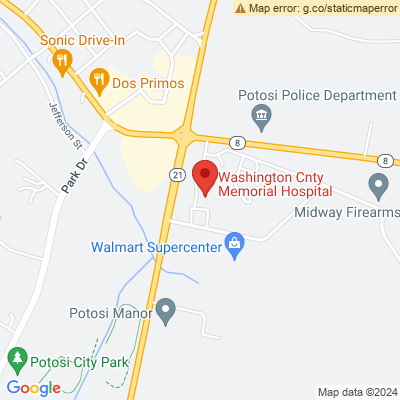 Map error: g.co/staticmaperror
Sonic Drive-In
Dos Primos
Potosi Police Department
Jefferson St
8
8
Park Dr
21
Washington Cnty
Memorial Hospital
Midway Firearms
Walmart Supercenter
Potosi Manor
Potosi City Park
Google
Map data ©2024